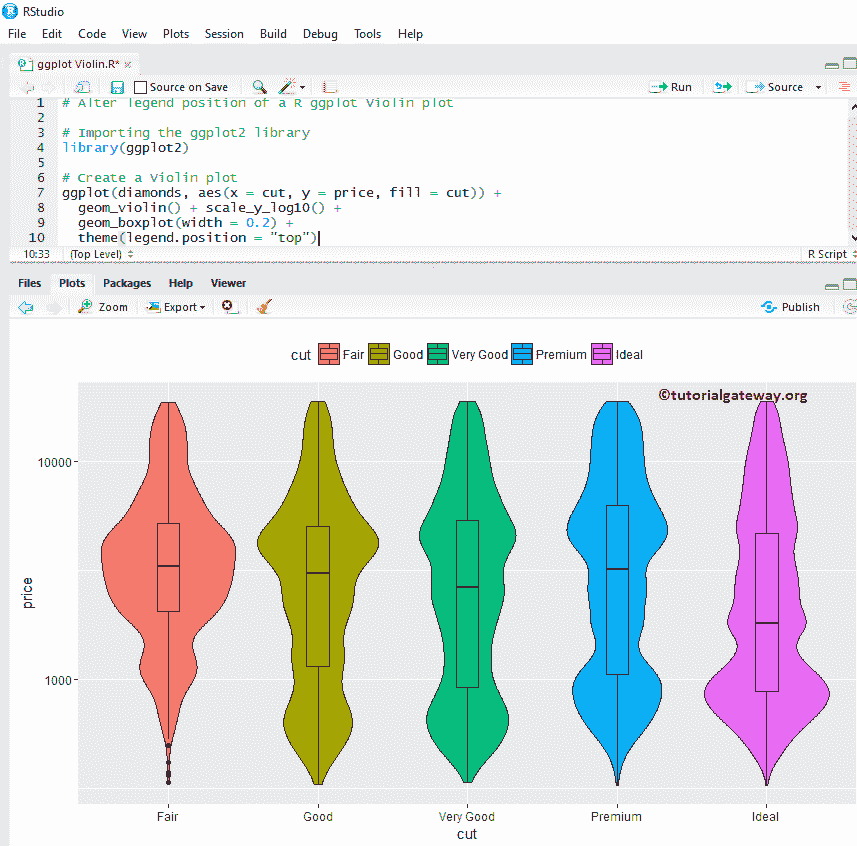 RStudio
File Edit Code View Plots Session Build Debug Tools Help
ggplot Violin.R* ×
Source on Save Run Source
1 # Alter legend position of a R ggplot Violin plot
2
3 # Importing the ggplot2 library
4 library(ggplot2)
5
6 # Create a Violin plot
7 ggplot(diamonds, aes(x = cut, y = price, fill = cut)) +
8 geom_violin() + scale_y_log10() +
9 geom_boxplot(width = 0.2) +
10 theme(legend.position = "top")
10:33 (Top Level) R Script
Files Plots Packages Help Viewer
Zoom Export Publish
cut Fair Good Very Good Premium Ideal
©tutorialgateway.org
10000
price
1000
Fair Good Very Good Premium Ideal
cut